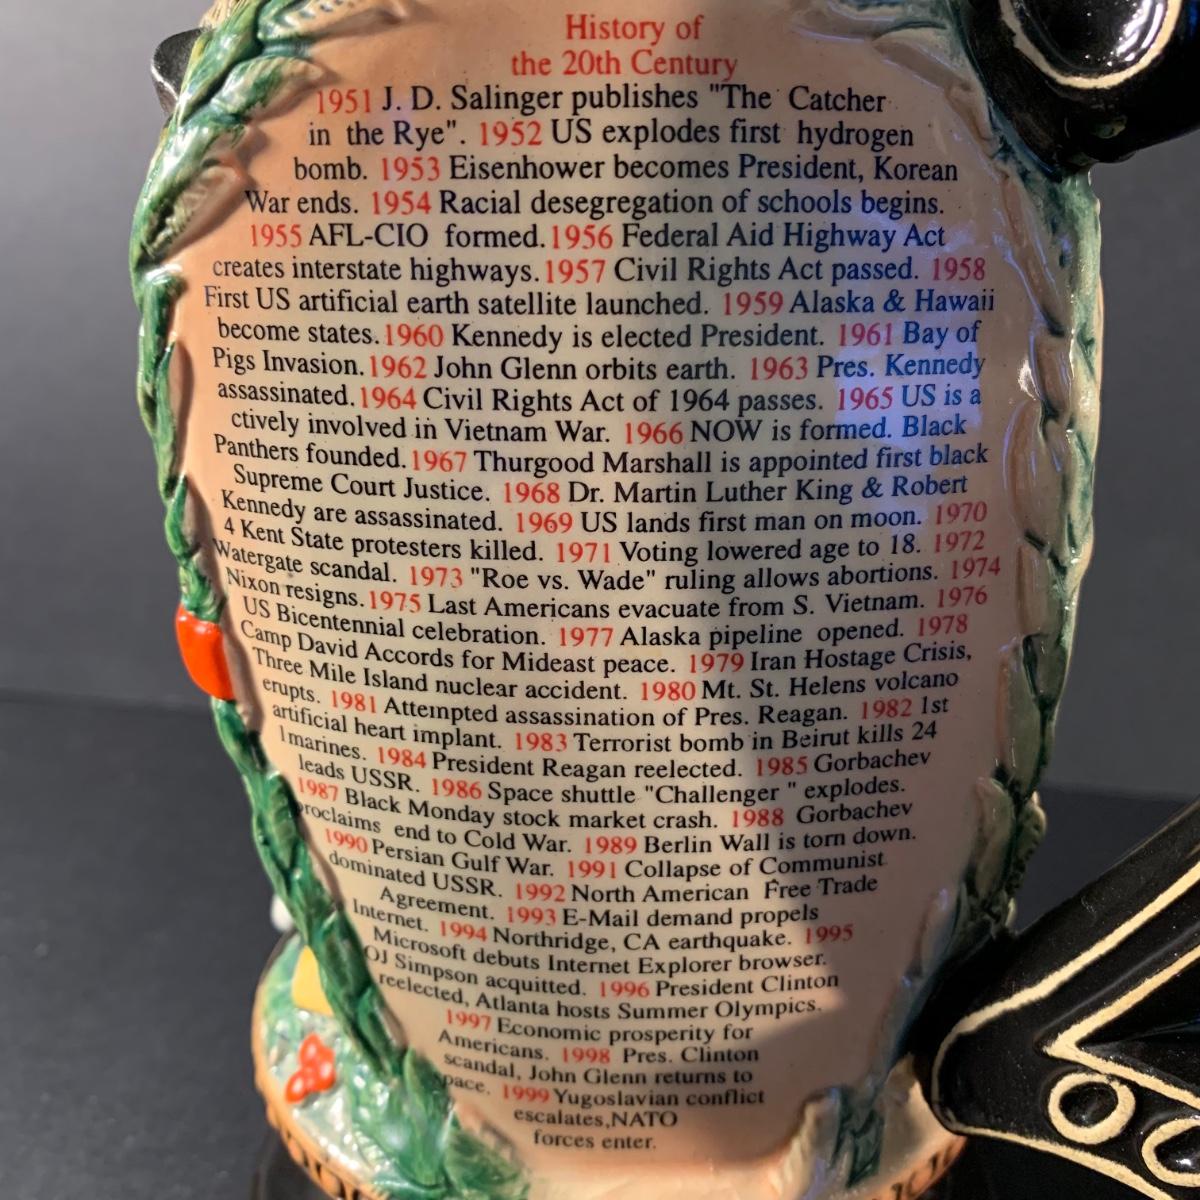 History of
the 20th Century
1951 J. D. Salinger publishes "The Catcher
in the Rye". 1952 US explodes first hydrogen
bomb. 1953 Eisenhower becomes President, Korean
War ends. 1954 Racial desegregation of schools begins.
1955 AFL-CIO formed. 1956 Federal Aid Highway Act
creates interstate highways. 1957 Civil Rights Act passed. 1958
First US artificial earth satellite launched. 1959 Alaska & Hawaii
become states. 1960 Kennedy is elected President. 1961 Bay of
Pigs Invasion. 1962 John Glenn orbits earth. 1963 Pres. Kennedy
assassinated. 1964 Civil Rights Act of 1964 passes. 1965 US is a
ctively involved in Vietnam War. 1966 NOW is formed. Black
Panthers founded. 1967 Thurgood Marshall is appointed first black
Supreme Court Justice. 1968 Dr. Martin Luther King & Robert
Kennedy are assassinated. 1969 US lands first man on moon. 1970
4 Kent State protesters killed. 1971 Voting lowered age to 18. 1972
Watergate scandal. 1973 "Roe vs. Wade" ruling allows abortions. 1974
Nixon resigns. 1975 Last Americans evacuate from S. Vietnam. 1976
US Bicentennial celebration. 1977 Alaska pipeline opened. 1978
Camp David Accords for Mideast peace. 1979 Iran Hostage Crisis,
Three Mile Island nuclear accident. 1980 Mt. St. Helens volcano
erupts. 1981 Attempted assassination of Pres. Reagan. 1982 1st
artificial heart implant. 1983 Terrorist bomb in Beirut kills 24
1marines. 1984 President Reagan reelected. 1985 Gorbachev
leads USSR. 1986 Space shuttle "Challenger " explodes.
1987 Black Monday stock market crash. 1988 Gorbachev
proclaims end to Cold War. 1989 Berlin Wall is torn down.
1990 Persian Gulf War. 1991 Collapse of Communist
dominated USSR. 1992 North American Free Trade
Agreement. 1993 E-Mail demand propels
Internet. 1994 Northridge, CA earthquake. 1995
Microsoft debuts Internet Explorer browser.
OJ Simpson acquitted. 1996 President Clinton
reelected, Atlanta hosts Summer Olympics.
1997 Economic prosperity for
Americans. 1998 Pres. Clinton
scandal, John Glenn returns to
space. 1999 Yugoslavian conflict
escalates,NATO
forces enter.